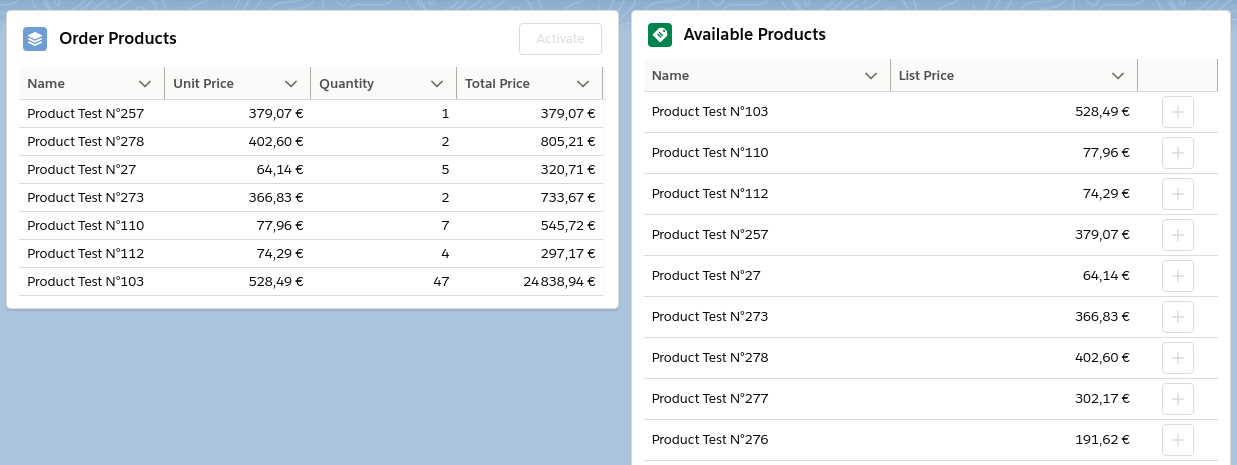 Order Products
Activate
Name Unit Price Quantity Total Price
Product Test N°257 379,07 € 1 379,07 €
Product Test N°278 402,60 € 2 805,21 €
Product Test N°27 64,14 € 5 320,71 €
Product Test N°273 366,83 € 2 733,67 €
Product Test N°110 77,96 € 7 545,72 €
Product Test N°112 74,29 € 4 297,17 €
Product Test N°103 528,49 € 47 24 838,94 €
Available Products
Name List Price
Product Test N°103 528,49 €
Product Test N°110 77,96 €
Product Test N°112 74,29 €
Product Test N°257 379,07 €
Product Test N°27 64,14 €
Product Test N°273 366,83 €
Product Test N°278 402,60 €
Product Test N°277 302,17 €
Product Test N°276 191,62 €